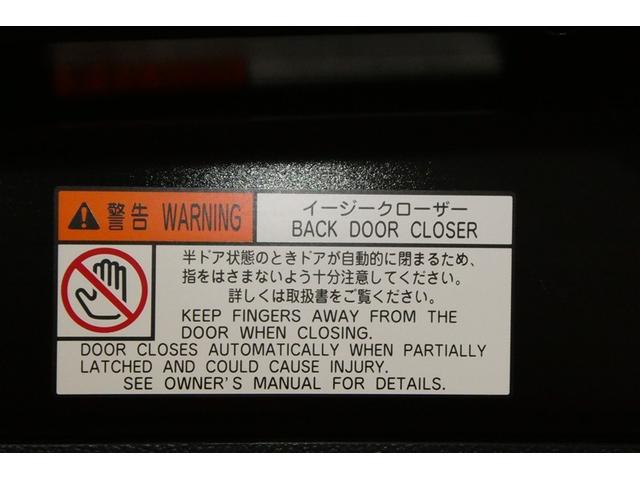 警告 WARNING
イージークローザー
BACK DOOR CLOSER
半ドア状態のときドアが自動的に閉まるため、
指をはさまないよう十分注意してください。
詳しくは取扱書をご覧ください。
KEEP FINGERS AWAY FROM THE
DOOR WHEN CLOSING.
DOOR CLOSES AUTOMATICALLY WHEN PARTIALLY
LATCHED AND COULD CAUSE INJURY.
SEE OWNER'S MANUAL FOR DETAILS.